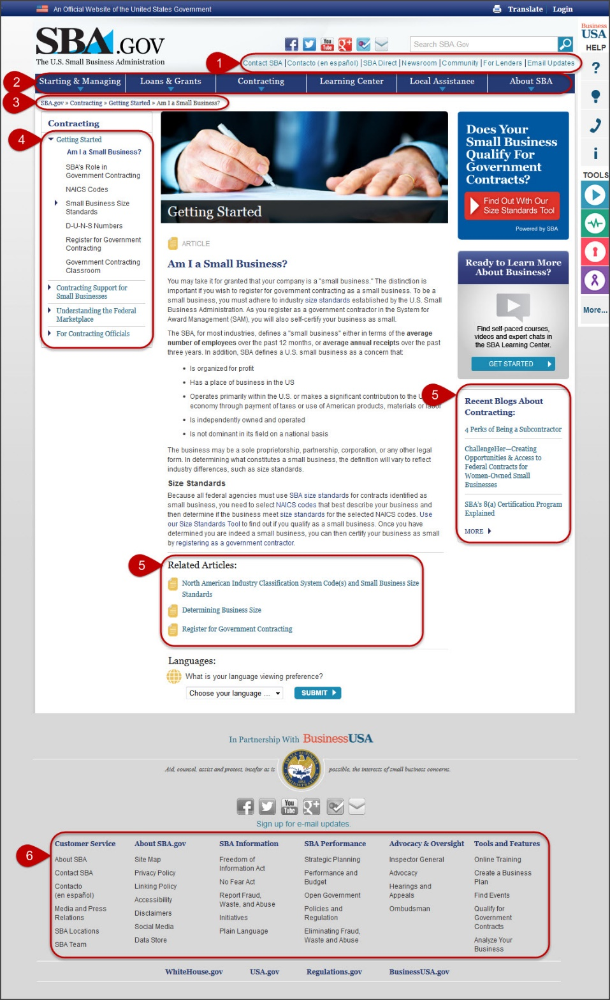 An Official Website of the United States Government
Translate
Login
SBA.GOV
The U.S. Small Business Administration
You Tube
Search SBA.Gov
1
Contact SBA | Contacto (en español) | SBA Direct | Newsroom | Community | For Lenders | Email Updates
Business
USA
HELP
?
i
TOOLS
More...
2
Starting & Managing
Loans & Grants
Contracting
Learning Center
Local Assistance
About SBA
3
SBA.gov » Contracting » Getting Started » Am I a Small Business?
Contracting
4
Getting Started
Am I a Small Business?
SBA's Role in
Government Contracting
NAICS Codes
Small Business Size
Standards
D-U-N-S Numbers
Register for Government
Contracting
Government Contracting
Classroom
Contracting Support for
Small Businesses
Understanding the Federal
Marketplace
For Contracting Officials
Getting Started
ARTICLE
Am I a Small Business?
You may take it for granted that your company is a "small business." The distinction is
important if you wish to register for government contracting as a small business. To be a
small business, you must adhere to industry size standards established by the U.S. Small
Business Administration. As you register as a government contractor in the System for
Award Management (SAM), you will also self-certify your business as small.
The SBA, for most industries, defines a "small business" either in terms of the average
number of employees over the past 12 months, or average annual receipts over the past
three years. In addition, SBA defines a U.S. small business as a concern that:
• Is organized for profit
• Has a place of business in the US
• Operates primarily within the U.S. or makes a significant contribution to the U
economy through payment of taxes or use of American products, materials or labor
• Is independently owned and operated
• Is not dominant in its field on a national basis
The business may be a sole proprietorship, partnership, corporation, or any other legal
form. In determining what constitutes a small business, the definition will vary to reflect
industry differences, such as size standards.
Size Standards
Because all federal agencies must use SBA size standards for contracts identified as
small business, you need to select NAICS codes that best describe your business and
then determine if the business meet size standards for the selected NAICS codes. Use
our Size Standards Tool to find out if you qualify as a small business. Once you have
determined you are indeed a small business, you can then certify your business as small
by registering as a government contractor.
5
Related Articles:
North American Industry Classification System Code(s) and Small Business Size
Standards
Determining Business Size
Register for Government Contracting
Languages:
What is your language viewing preference?
Choose your language ...
SUBMIT
Does Your
Small Business
Qualify For
Government
Contracts?
Find Out With Our
Size Standards Tool
Powered by SBA
Ready to Learn More
About Business?
Find self-paced courses,
videos and expert chats in
the SBA Learning Center.
GET STARTED
5
Recent Blogs About
Contracting:
4 Perks of Being a Subcontractor
ChallengeHer—Creating
Opportunities & Access to
Federal Contracts for
Women-Owned Small
Businesses
SBA's 8(a) Certification Program
Explained
MORE
In Partnership With BusinessUSA
Aid, counsel, assist and protect, insofar as is
possible, the interests of small business concerns.
You Tube
Sign up for e-mail updates.
6
Customer Service
About SBA
Contact SBA
Contacto
(en español)
Media and Press
Relations
SBA Locations
SBA Team
About SBA.gov
Site Map
Privacy Policy
Linking Policy
Accessibility
Disclaimers
Social Media
Data Store
SBA Information
Freedom of
Information Act
No Fear Act
Report Fraud,
Waste, and Abuse
Initiatives
Plain Language
SBA Performance
Strategic Planning
Performance and
Budget
Open Government
Policies and
Regulation
Eliminating Fraud,
Waste and Abuse
Advocacy & Oversight
Inspector General
Advocacy
Hearings and
Appeals
Ombudsman
Tools and Features
Online Training
Create a Business
Plan
Find Events
Qualify for
Government
Contracts
Analyze Your
Business
WhiteHouse.gov
USA.gov
Regulations.gov
BusinessUSA.gov